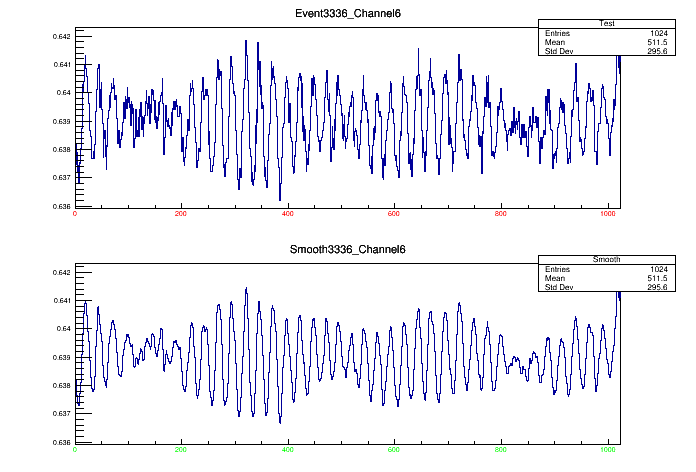 Event3336_Channel6
Test
Entries 1024
Mean 511.5
Std Dev 295.6
0.642
0.641
0.64
0.639
0.638
0.637
0.636
0 200 400 600 800 1000
Smooth3336_Channel6
Smooth
Entries 1024
Mean 511.5
Std Dev 295.6
0.642
0.641
0.64
0.639
0.638
0.637
0.636
0 200 400 600 800 1000